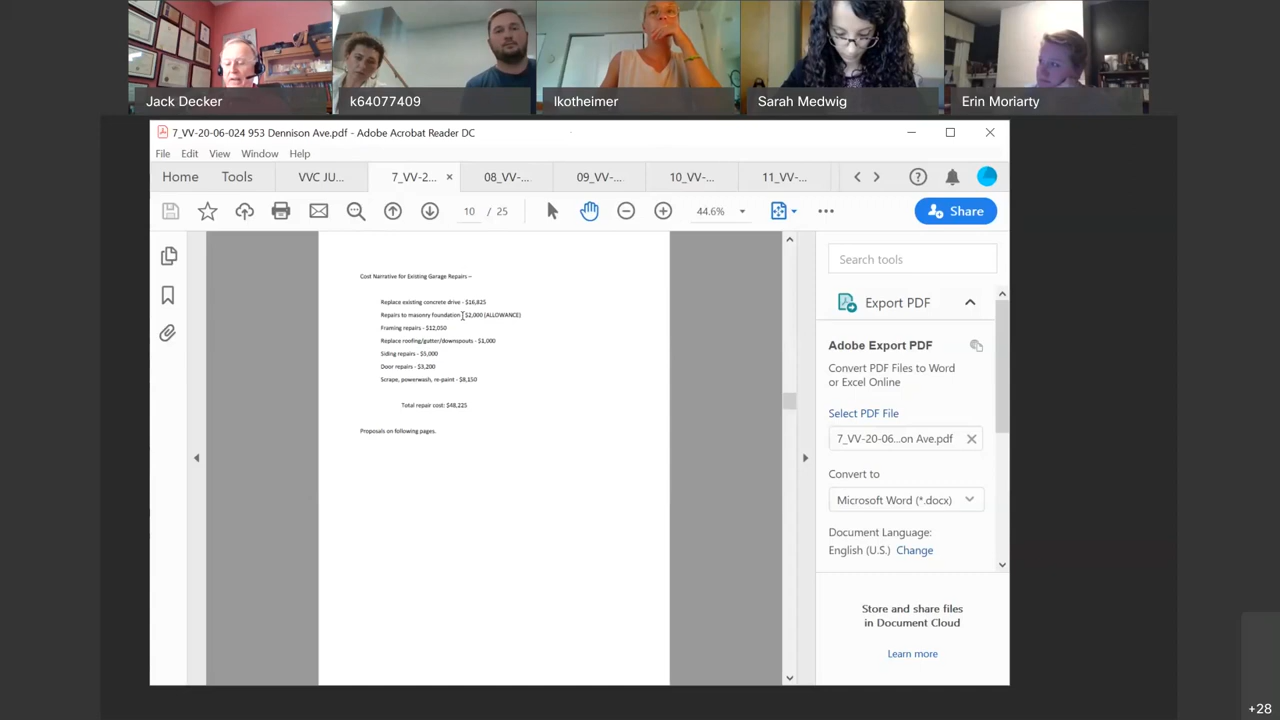 Jack Decker
k64077409
lkotheimer
Sarah Medwig
Erin Moriarty
7_VV-20-06-024 953 Dennison Ave.pdf - Adobe Acrobat Reader DC
File Edit View Window Help
Home Tools VVC JU... 7_VV-2... × 08_VV-... 09_VV-... 10_VV-... 11_VV-...
10 / 25 44.6% Share
Cost Narrative for Existing Garage Repairs –
Replace existing concrete drive - $16,825
Repairs to masonry foundation - $2,000 (ALLOWANCE)
Framing repairs - $12,050
Replace roofing/gutter/downspouts - $1,000
Siding repairs - $5,000
Door repairs - $3,200
Scrape, powerwash, re-paint - $8,150
Total repair cost: $48,225
Proposals on following pages.
Search tools
Export PDF
Adobe Export PDF
Convert PDF Files to Word
or Excel Online
Select PDF File
7_VV-20-06...on Ave.pdf
Convert to
Microsoft Word (*.docx)
Document Language:
English (U.S.) Change
Store and share files
in Document Cloud
Learn more
+28